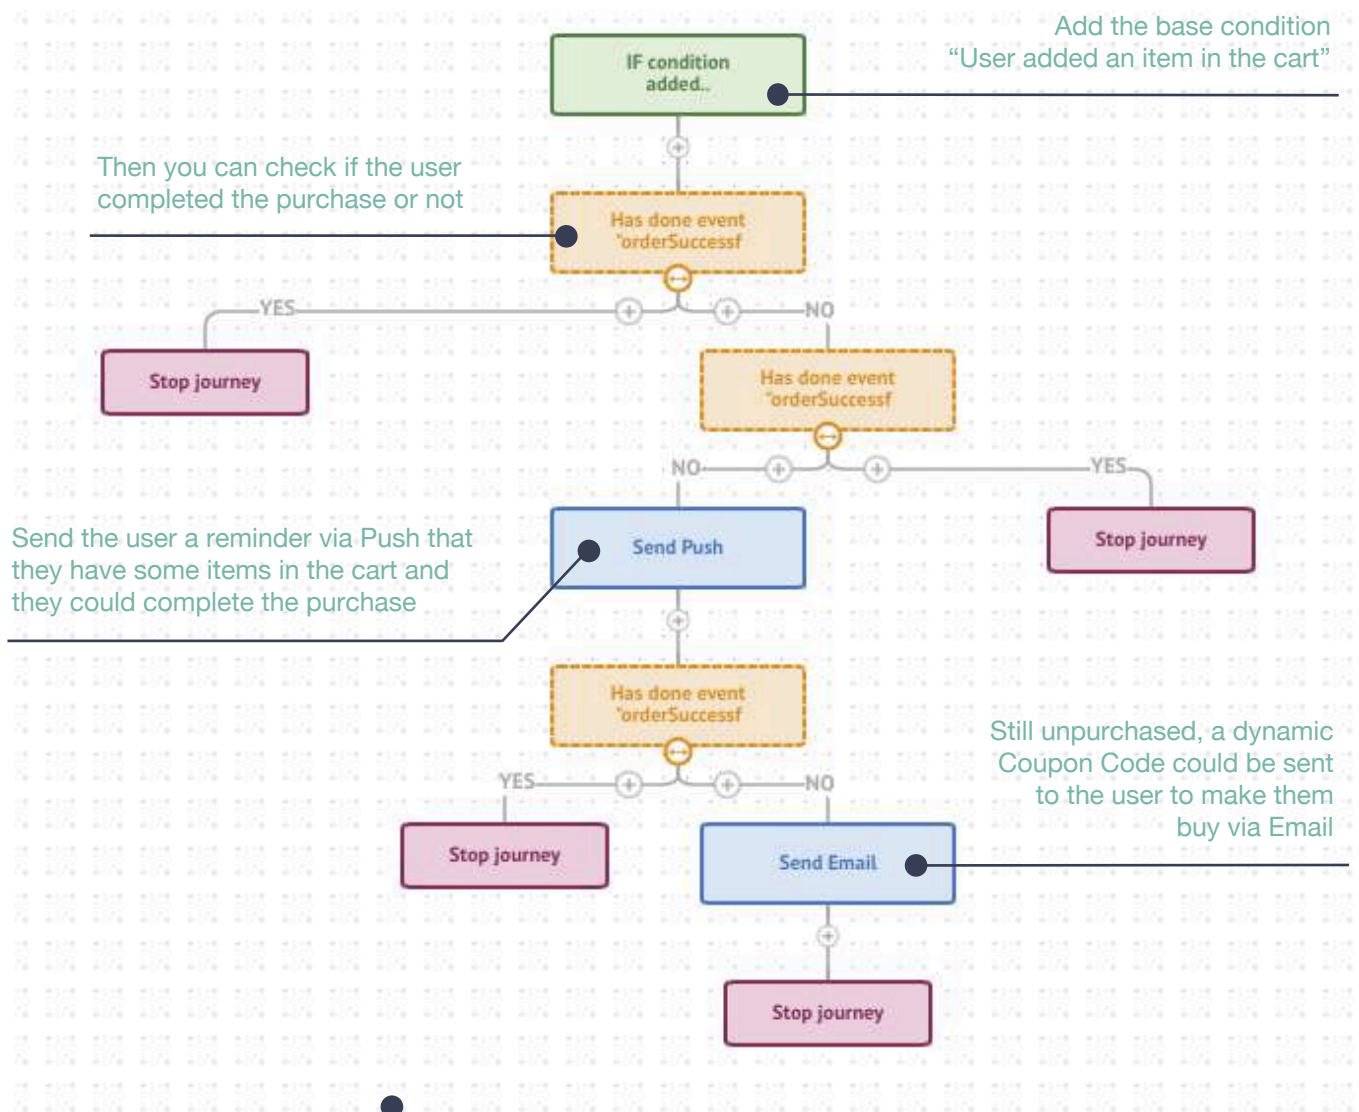 Add the base condition
“User added an item in the cart”
IF condition
added..
Then you can check if the user
completed the purchase or not
Has done event
"orderSuccessf
YES
NO
Stop journey
Has done event
"orderSuccessf
NO
YES
Send the user a reminder via Push that
they have some items in the cart and
they could complete the purchase
Send Push
Stop journey
Has done event
"orderSuccessf
Still unpurchased, a dynamic
Coupon Code could be sent
to the user to make them
buy via Email
YES
NO
Stop journey
Send Email
Stop journey